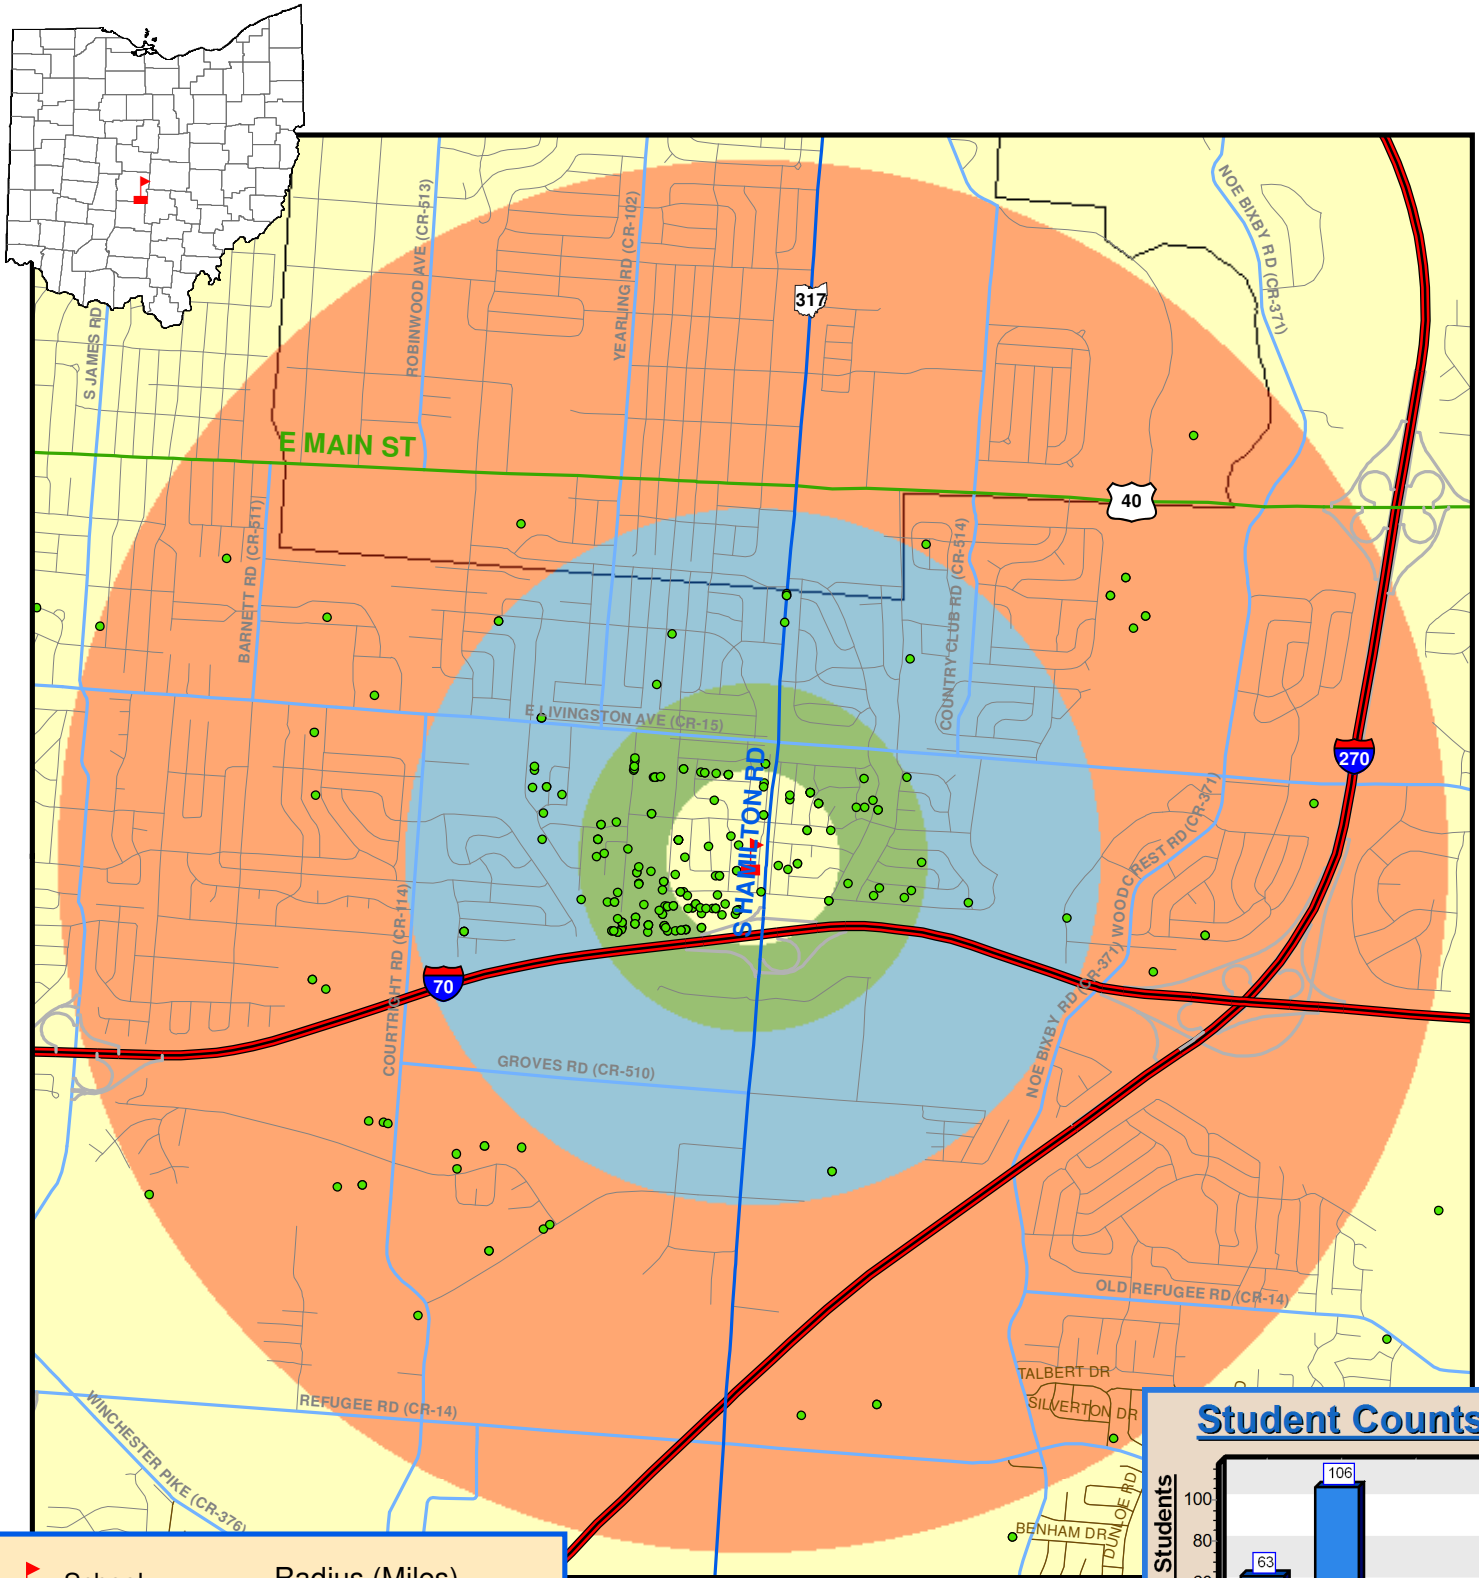 S JAMES RD
ROBINWOOD AVE (CR-513)
YEARLING RD (CR-102)
317
NOE BIXBY RD (CR-371)
E MAIN ST
40
BARNETT RD (CR-511)
COUNTRY CLUB RD (CR-514)
E LIVINGSTON AVE (CR-15)
S HAMILTON RD
270
WOODCREST RD (CR-371)
NOE BIXBY RD (CR-371)
COURTRIGHT RD (CR-114)
70
GROVES RD (CR-510)
OLD REFUGEE RD (CR-14)
TALBERT DR
SILVERTON DR
REFUGEE RD (CR-14)
WINCHESTER PIKE (CR-376)
BENHAM DR
DUNLOE RD
Student Counts
Students
100
80
106
63
School
Radius (Miles)